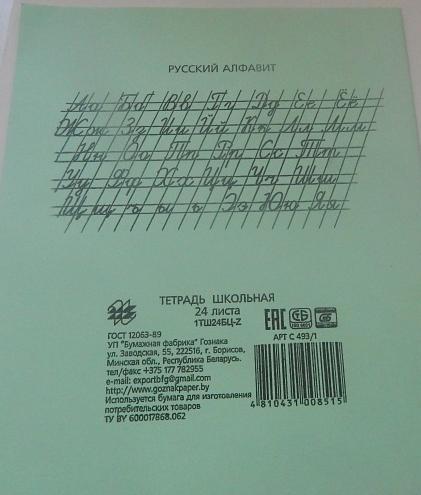 РУССКИЙ АЛФАВИТ
Аа Бб Вв Гг Дд Ее Ёё
Жж Зз Ии Йй Кк Лл Мм
Нн Оо Пп Рр Сс Тт
Уу Фф Хх Цц Чч Шш
Щщ ъ ы ь Ээ Юю Яя
ТЕТРАДЬ ШКОЛЬНАЯ
24 листа
1ТШ24БЦ-Z
ГОСТ 12063-89
УП "Бумажная фабрика" Гознака
ул. Заводская, 55, 222516, г. Борисов,
Минская обл., Республика Беларусь.
тел/факс +375 177 782955
e-mail: exportbfg@gmail.com
http://www.goznakpaper.by
Используется бумага для изготовления
потребительских товаров
ТУ BY 600017868.062
ЕАС СТБ
АРТ С 493/1
4 810431 008515